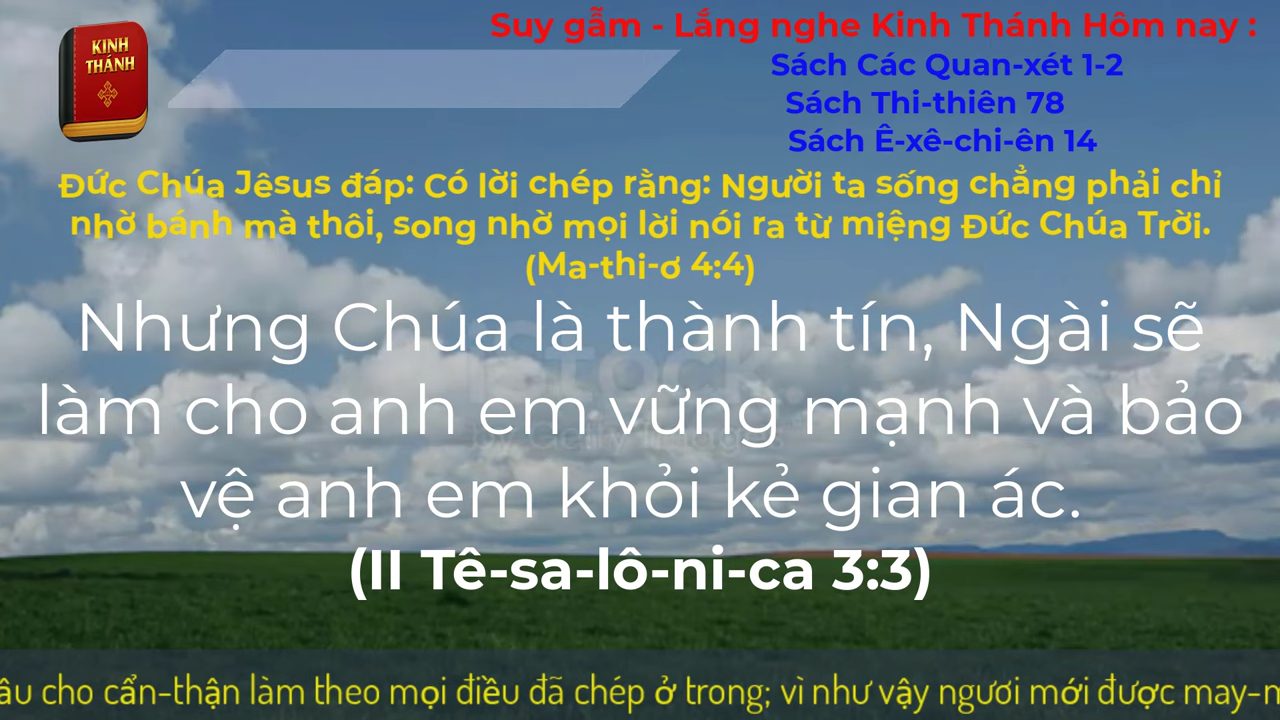 KINH
THÁNH
Suy gẫm - Lắng nghe Kinh Thánh Hôm nay :
Sách Các Quan-xét 1-2
Sách Thi-thiên 78
Sách Ê-xê-chi-ên 14
Đức Chúa Jêsus đáp: Có lời chép rằng: Người ta sống chẳng phải chỉ
nhờ bánh mà thôi, song nhờ mọi lời nói ra từ miệng Đức Chúa Trời.
(Ma-thi-ơ 4:4)
Nhưng Chúa là thành tín, Ngài sẽ
làm cho anh em vững mạnh và bảo
vệ anh em khỏi kẻ gian ác.
(II Tê-sa-lô-ni-ca 3:3)
cho cẩn-thận làm theo mọi điều đã chép ở trong; vì như vậy ngươi mới được